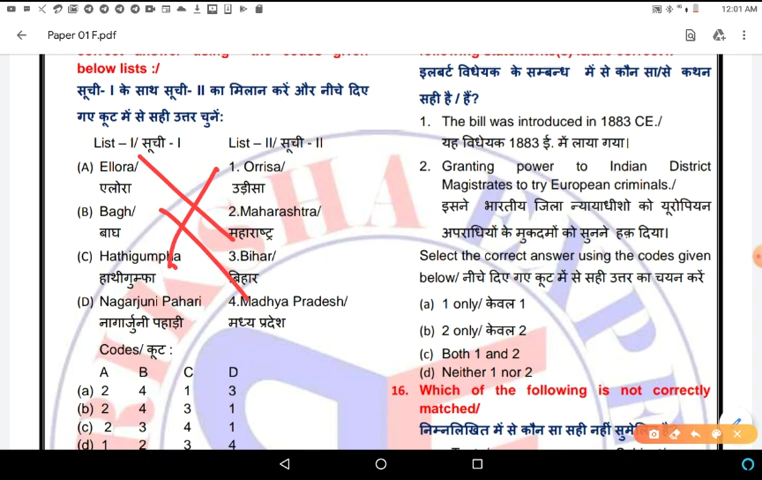 12:01 AM
Paper 01 F.pdf
below lists :/
सूची- I के साथ सूची- II का मिलान करें और नीचे दिए
गए कूट में से सही उत्तर चुनें:
List – I/ सूची - I List – II/ सूची - II
(A) Ellora/ 1. Orrisa/
एलोरा उड़ीसा
(B) Bagh/ 2.Maharashtra/
बाघ महाराष्ट्र
(C) Hathigumpha 3.Bihar/
हाथीगुम्फा बिहार
(D) Nagarjuni Pahari 4.Madhya Pradesh/
नागार्जुनी पहाड़ी मध्य प्रदेश
Codes/ कूट :
A B C D
(a) 2 4 1 3
(b) 2 4 3 1
(c) 2 3 4 1
(d) 1 2 3 4
इलबर्ट विधेयक के सम्बन्ध में से कौन सा/से कथन
सही है / हैं?
1. The bill was introduced in 1883 CE./
यह विधेयक 1883 ई. में लाया गया।
2. Granting power to Indian District
Magistrates to try European criminals./
इसने भारतीय जिला न्यायाधीशो को यूरोपियन
अपराधियों के मुकदमों को सुनने हक दिया।
Select the correct answer using the codes given
below/ नीचे दिए गए कूट में से सही उत्तर का चयन करें
(a) 1 only/ केवल 1
(b) 2 only/ केवल 2
(c) Both 1 and 2
(d) Neither 1 nor 2
16. Which of the following is not correctly
matched/
निम्नलिखित में से कौन सा सही नहीं